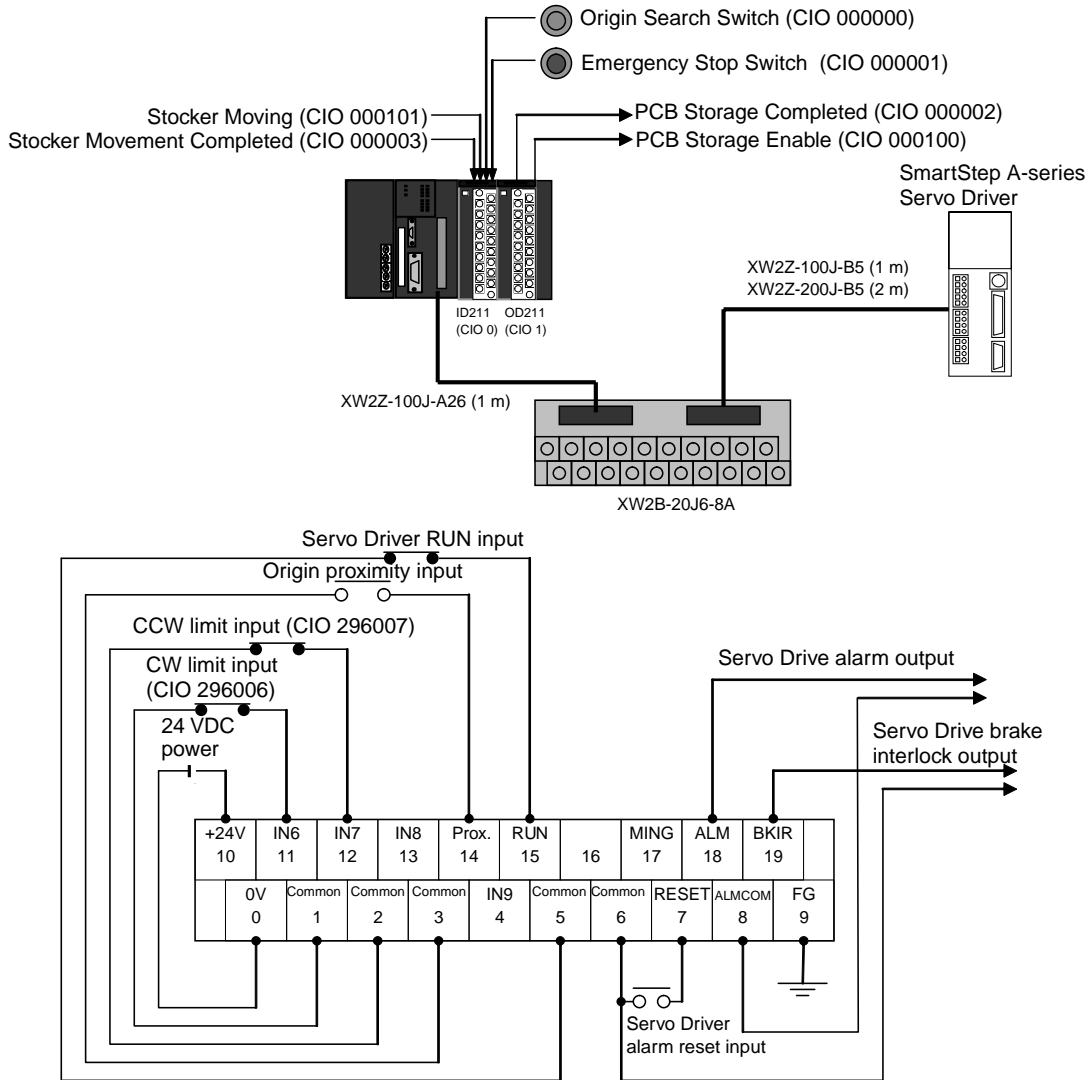 Origin Search Switch (CIO 000000)
Emergency Stop Switch (CIO 000001)
Stocker Moving (CIO 000101)
Stocker Movement Completed (CIO 000003)
PCB Storage Completed (CIO 000002)
PCB Storage Enable (CIO 000100)
SmartStep A-series
Servo Driver
XW2Z-100J-B5 (1 m)
XW2Z-200J-B5 (2 m)
ID211
(CIO 0)
OD211
(CIO 1)
XW2Z-100J-A26 (1 m)
XW2B-20J6-8A
Servo Driver RUN input
Origin proximity input
CCW limit input (CIO 296007)
CW limit input
(CIO 296006)
24 VDC
power
Servo Drive alarm output
Servo Drive brake
interlock output
+24V IN6 IN7 IN8 Prox. RUN MING ALM BKIR
10 11 12 13 14 15 16 17 18 19
0V Common Common Common IN9 Common Common RESET ALMCOM FG
0 1 2 3 4 5 6 7 8 9
Servo Driver
alarm reset input